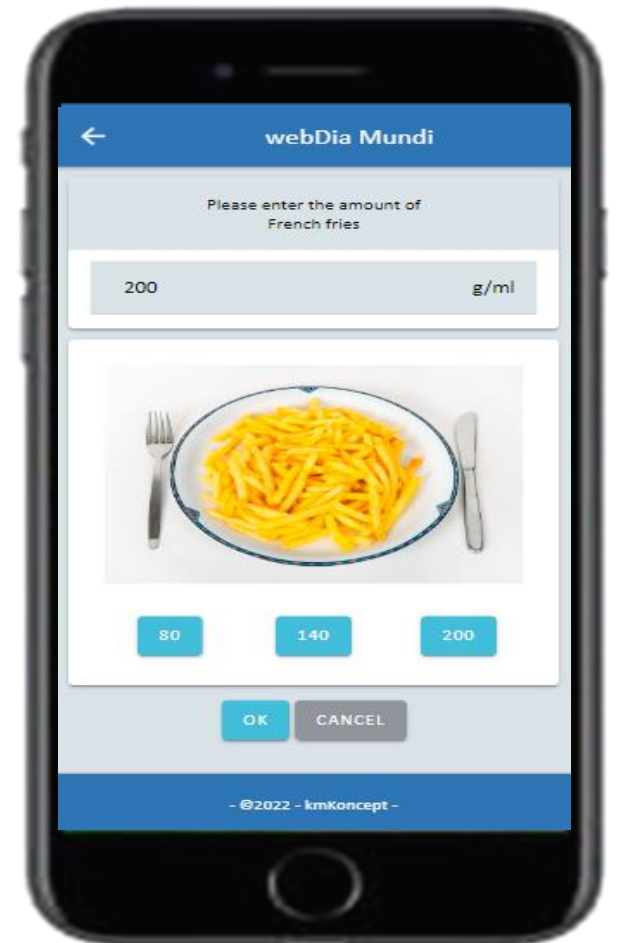 webDia Mundi
Please enter the amount of
French fries
200 g/ml
80 140 200
OK CANCEL
- ©2022 - kmKoncept -